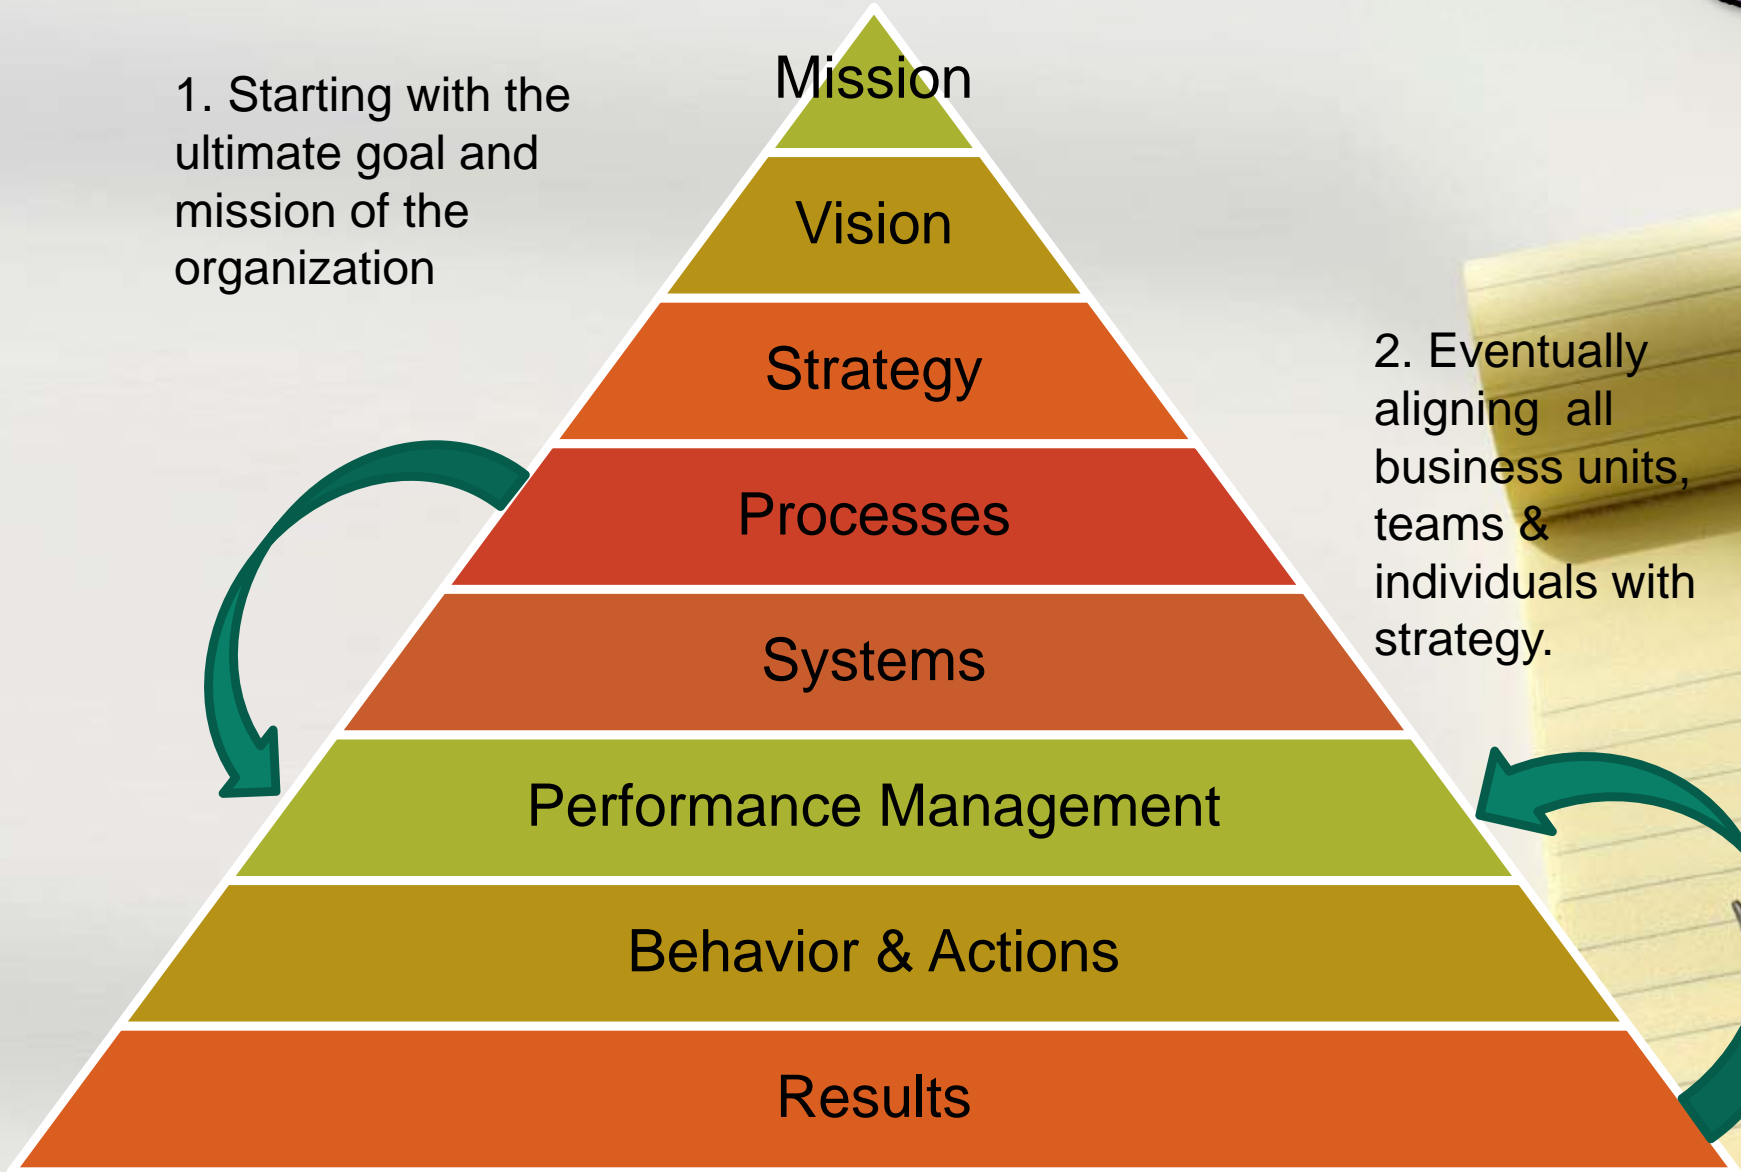 Mission
1. Starting with the
ultimate goal and
mission of the
organization
Vision
Strategy
2. Eventually
aligning  all
business units,
teams &
individuals with
strategy.
Processes
Systems
Performance Management
Behavior & Actions
Results